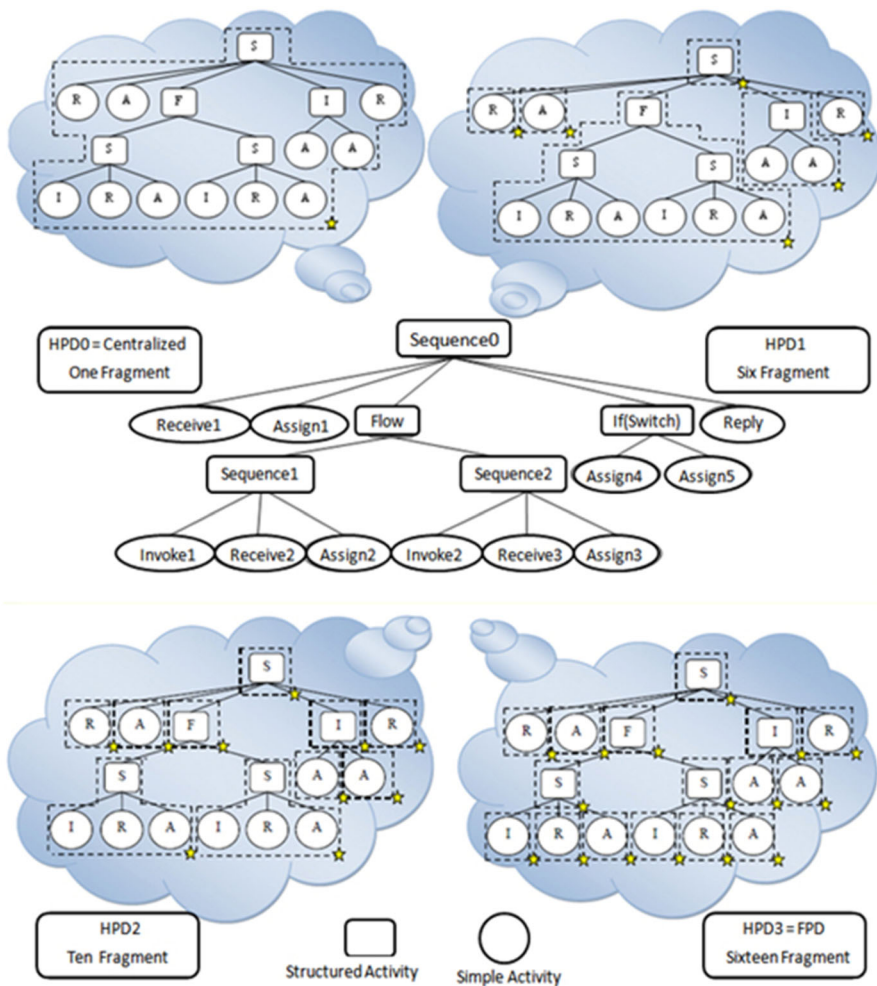 S
R A F I R
S S A A
I R A I R A
S
R A F I R
S S A A
I R A I R A
HPD0 = Centralized
One Fragment
Sequence0
HPD1
Six Fragment
Receive1 Assign1 Flow If(Switch) Reply
Sequence1 Sequence2 Assign4 Assign5
Invoke1 Receive2 Assign2 Invoke2 Receive3 Assign3
S
R A F I R
S S A A
I R A I R A
S
R A F I R
S S A A
I R A I R A
HPD2
Ten Fragment
Structured Activity
Simple Activity
HPD3 = FPD
Sixteen Fragment